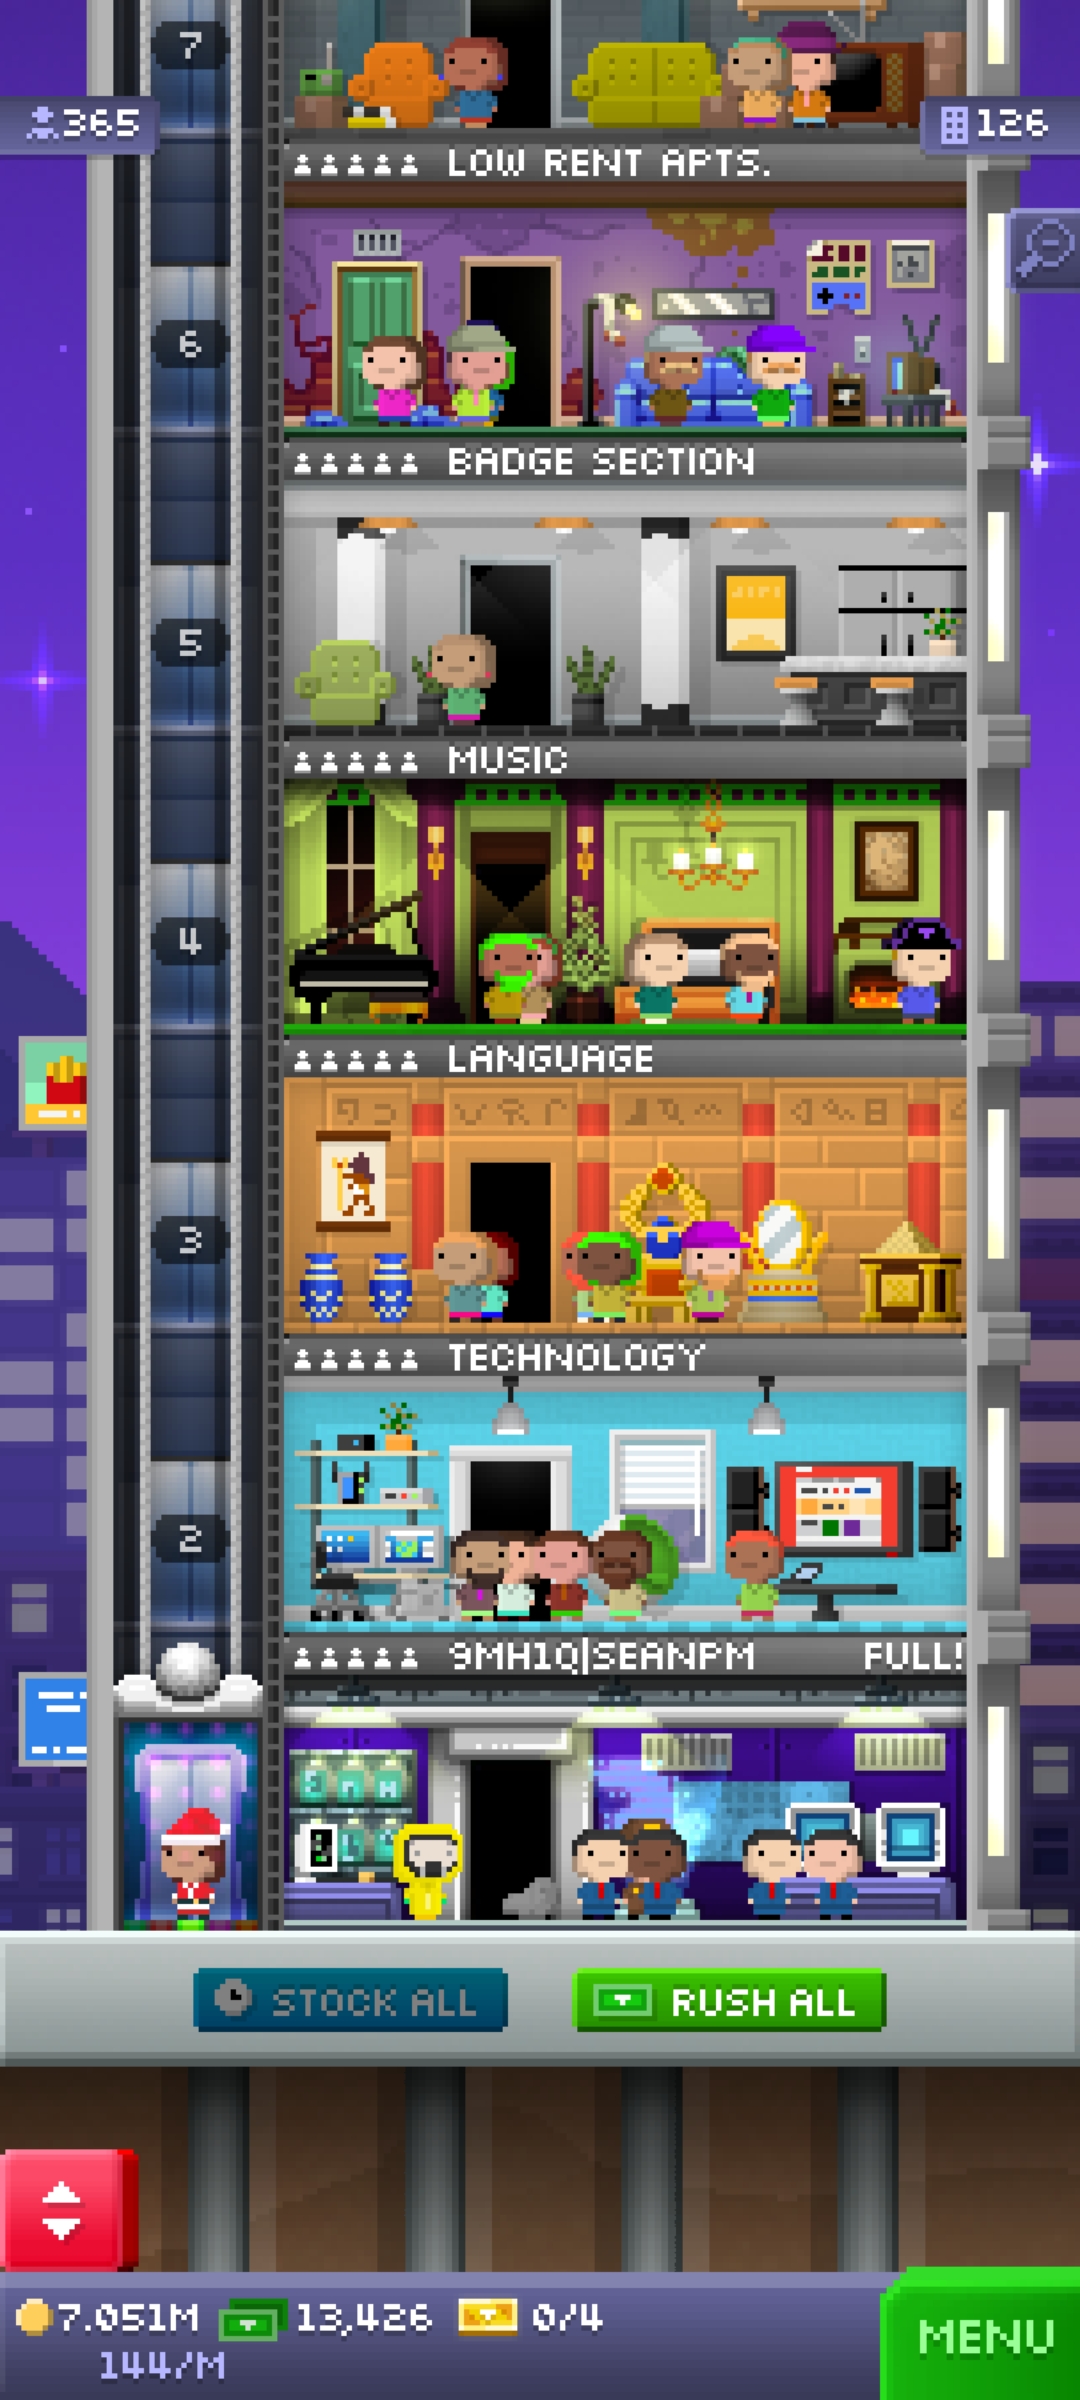 7
365
126
LOW RENT APTS.
6
BADGE SECTION
5
MUSIC
4
LANGUAGE
3
TECHNOLOGY
2
9MH1Q|SEANPM FULL!
STOCK ALL
RUSH ALL
7.051M 13,426 0/4
144/M
MENU